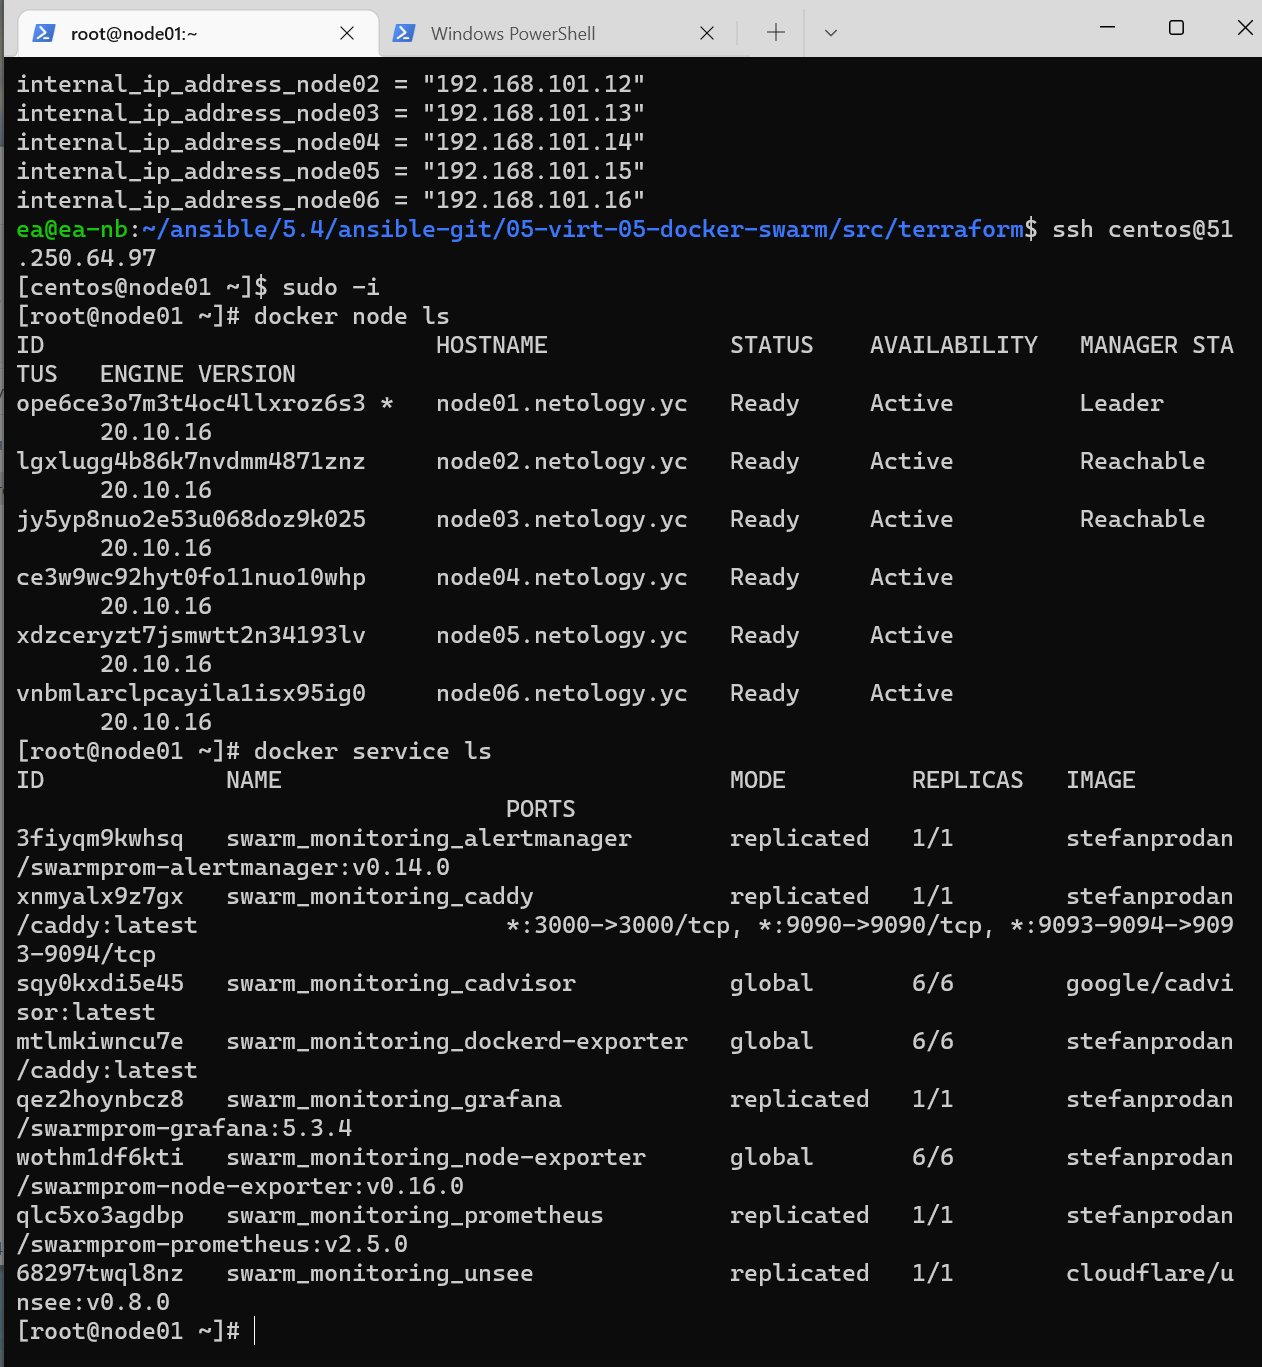 root@node01:~
Windows PowerShell
internal_ip_address_node02 = "192.168.101.12"
internal_ip_address_node03 = "192.168.101.13"
internal_ip_address_node04 = "192.168.101.14"
internal_ip_address_node05 = "192.168.101.15"
internal_ip_address_node06 = "192.168.101.16"
ea@ea-nb:~/ansible/5.4/ansible-git/05-virt-05-docker-swarm/src/terraform$ ssh centos@51
.250.64.97
[centos@node01 ~]$ sudo -i
[root@node01 ~]# docker node ls
ID                            HOSTNAME             STATUS    AVAILABILITY   MANAGER STA
TUS   ENGINE VERSION
ope6ce3o7m3t4oc4llxroz6s3 *   node01.netology.yc   Ready     Active         Leader
      20.10.16
lgxlugg4b86k7nvdmm4871znz     node02.netology.yc   Ready     Active         Reachable
      20.10.16
jy5yp8nuo2e53u068doz9k025     node03.netology.yc   Ready     Active         Reachable
      20.10.16
ce3w9wc92hyt0fo11nuo10whp     node04.netology.yc   Ready     Active
      20.10.16
xdzceryzt7jsmwtt2n34193lv     node05.netology.yc   Ready     Active
      20.10.16
vnbmlarclpcayila1isx95ig0     node06.netology.yc   Ready     Active
      20.10.16
[root@node01 ~]# docker service ls
ID             NAME                                MODE         REPLICAS   IMAGE
                                   PORTS
3fiyqm9kwhsq   swarm_monitoring_alertmanager       replicated   1/1        stefanprodan
/swarmprom-alertmanager:v0.14.0
xnmyalx9z7gx   swarm_monitoring_caddy              replicated   1/1        stefanprodan
/caddy:latest                      *:3000->3000/tcp, *:9090->9090/tcp, *:9093-9094->909
3-9094/tcp
sqy0kxdi5e45   swarm_monitoring_cadvisor           global       6/6        google/cadvi
sor:latest
mtlmkiwncu7e   swarm_monitoring_dockerd-exporter   global       6/6        stefanprodan
/caddy:latest
qez2hoynbcz8   swarm_monitoring_grafana            replicated   1/1        stefanprodan
/swarmprom-grafana:5.3.4
wothm1df6kti   swarm_monitoring_node-exporter      global       6/6        stefanprodan
/swarmprom-node-exporter:v0.16.0
qlc5xo3agdbp   swarm_monitoring_prometheus         replicated   1/1        stefanprodan
/swarmprom-prometheus:v2.5.0
68297twql8nz   swarm_monitoring_unsee              replicated   1/1        cloudflare/u
nsee:v0.8.0
[root@node01 ~]#